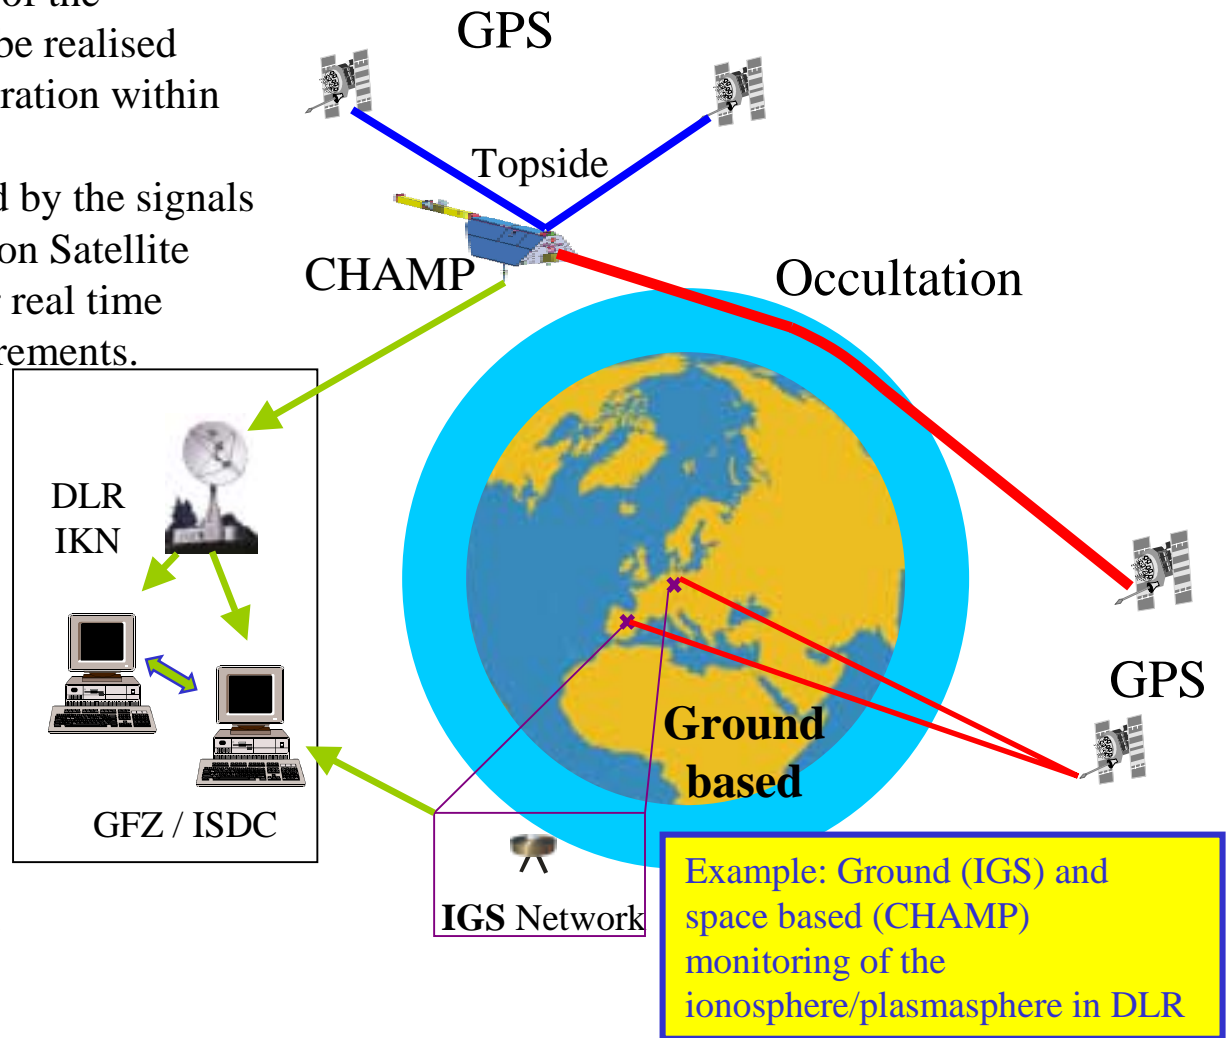 of the
be realised
ration within
d by the signals
on Satellite
r real time
rements.
GPS
Topside
CHAMP
Occultation
DLR
IKN
GFZ / ISDC
GPS
Ground
based
IGS Network
Example: Ground (IGS) and
space based (CHAMP)
monitoring of the
ionosphere/plasmasphere in DLR